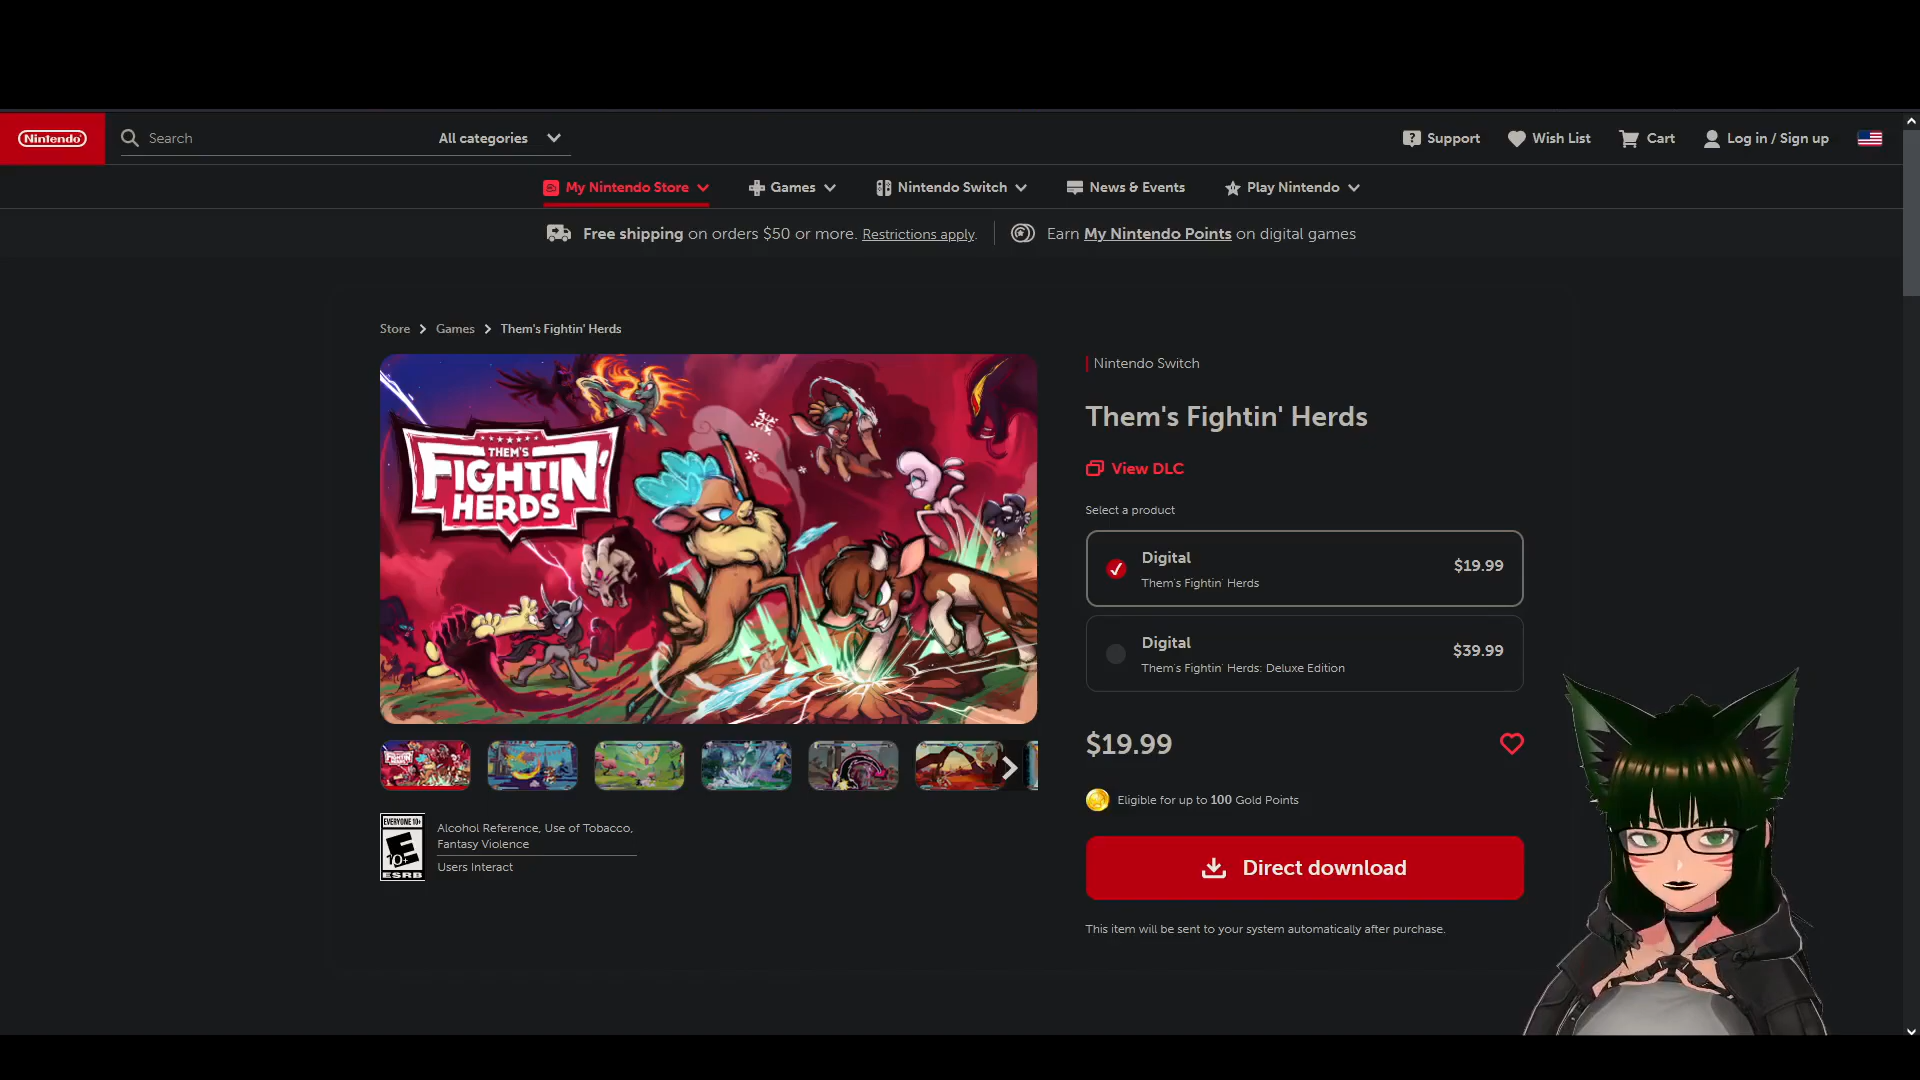 Nintendo
Search
All categories
Support
Wish List
Cart
Log in / Sign up
My Nintendo Store
Games
Nintendo Switch
News & Events
Play Nintendo
Free shipping on orders $50 or more. Restrictions apply.
Earn My Nintendo Points on digital games
Store
Games
Them's Fightin' Herds
THEM'S
FIGHTIN'
HERDS
Nintendo Switch
Them's Fightin' Herds
View DLC
Select a product
Digital
$19.99
Them's Fightin' Herds
Digital
$39.99
Them's Fightin' Herds: Deluxe Edition
$19.99
Eligible for up to 100 Gold Points
Direct download
This item will be sent to your system automatically after purchase.
EVERYONE 10+
E
10+
ESRB
Alcohol Reference, Use of Tobacco,
Fantasy Violence
Users Interact